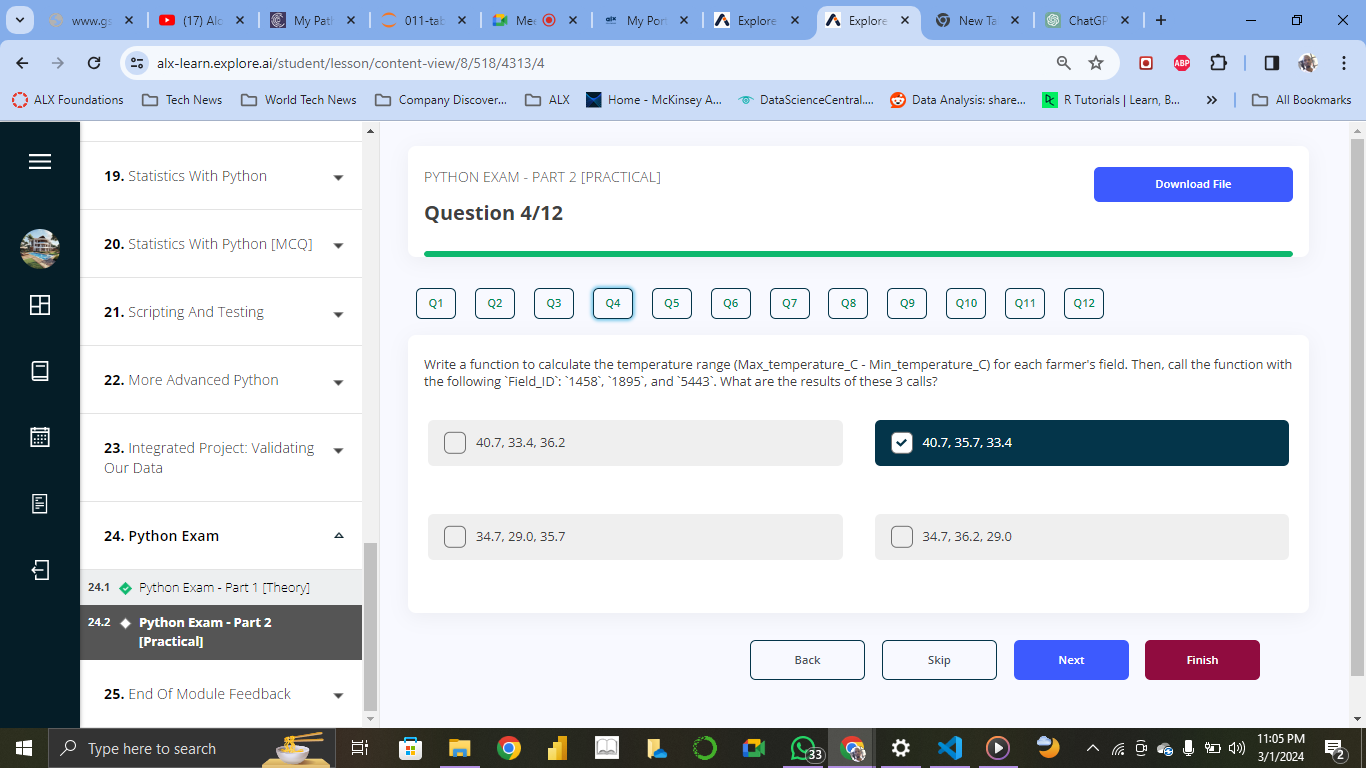 www.gs
(17) Alo
My Path
011-tab
Mee
My Por
Explore
Explore
New Ta
ChatGP
alx-learn.explore.ai/student/lesson/content-view/8/518/4313/4
ABP
ALX Foundations
Tech News
World Tech News
Company Discover...
ALX
Home - McKinsey A...
DataScienceCentral....
Data Analysis: share...
R Tutorials | Learn, B...
»
All Bookmarks
19. Statistics With Python
20. Statistics With Python [MCQ]
21. Scripting And Testing
22. More Advanced Python
23. Integrated Project: Validating
Our Data
24. Python Exam
24.1 Python Exam - Part 1 [Theory]
24.2 Python Exam - Part 2
[Practical]
25. End Of Module Feedback
PYTHON EXAM - PART 2 [PRACTICAL]
Download File
Question 4/12
Q1 Q2 Q3 Q4 Q5 Q6 Q7 Q8 Q9 Q10 Q11 Q12
Write a function to calculate the temperature range (Max_temperature_C - Min_temperature_C) for each farmer's field. Then, call the function with
the following `Field_ID`: `1458`, `1895`, and `5443`. What are the results of these 3 calls?
40.7, 33.4, 36.2
40.7, 35.7, 33.4
34.7, 29.0, 35.7
34.7, 36.2, 29.0
Back
Skip
Next
Finish
Type here to search
33
11:05 PM
3/1/2024
2